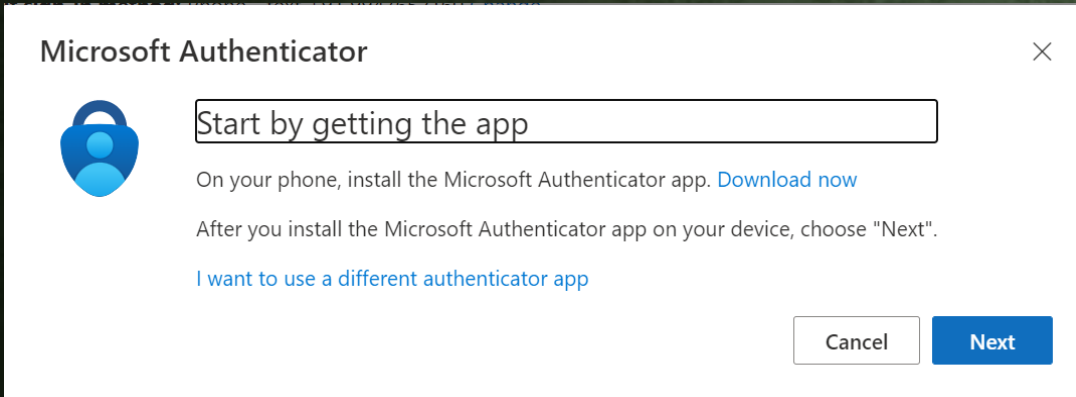 Microsoft Authenticator
Start by getting the app
On your phone, install the Microsoft Authenticator app. Download now
After you install the Microsoft Authenticator app on your device, choose "Next".
I want to use a different authenticator app
Cancel
Next